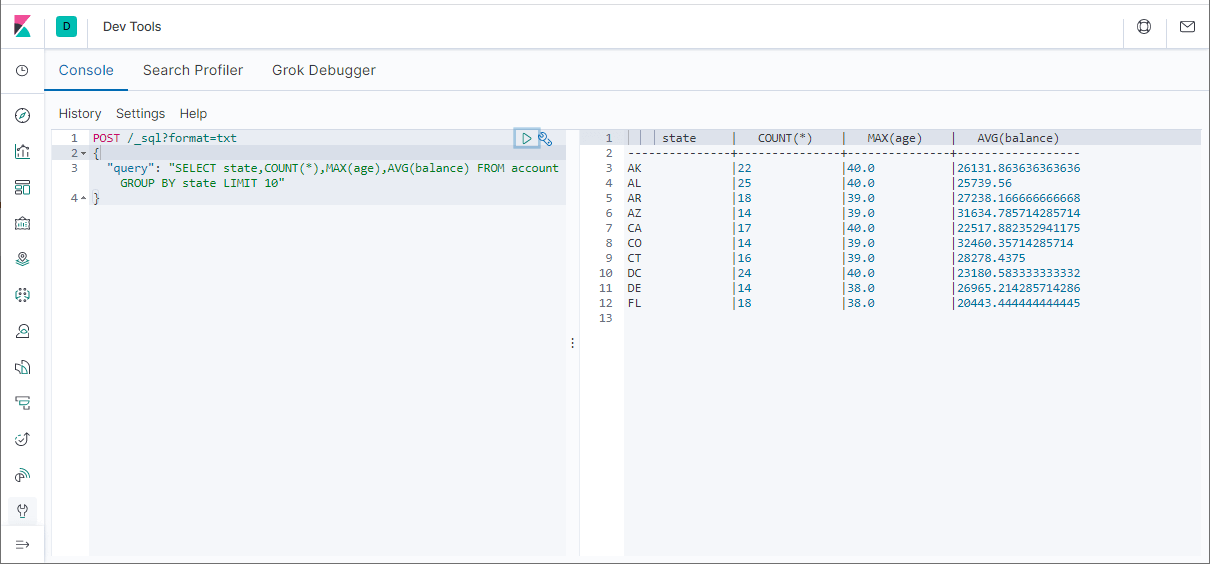 D Dev Tools
Console Search Profiler Grok Debugger
History Settings Help
1 POST /_sql?format=txt
2 {
3 "query": "SELECT state,COUNT(*),MAX(age),AVG(balance) FROM account
GROUP BY state LIMIT 10"
4 }
1 | | | state | COUNT(*) | MAX(age) | AVG(balance)
2 ---------------+---------------+---------------+------------------
3 AK |22 |40.0 |26131.863636363636
4 AL |25 |40.0 |25739.56
5 AR |18 |39.0 |27238.166666666668
6 AZ |14 |39.0 |31634.785714285714
7 CA |17 |40.0 |22517.882352941175
8 CO |14 |39.0 |32460.35714285714
9 CT |16 |39.0 |28278.4375
10 DC |24 |40.0 |23180.583333333332
11 DE |14 |38.0 |26965.214285714286
12 FL |18 |38.0 |20443.444444444445
13